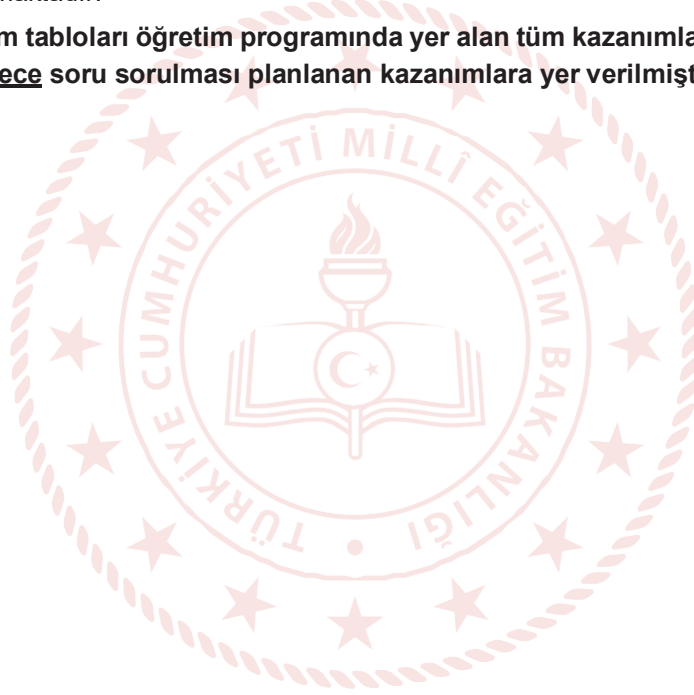 m tabloları öğretim programında yer alan tüm kazanımla
ece soru sorulması planlanan kazanımlara yer verilmişt
TÜRKİYE CUMHURİYETİ MİLLÎ EĞİTİM BAKANLIĞI